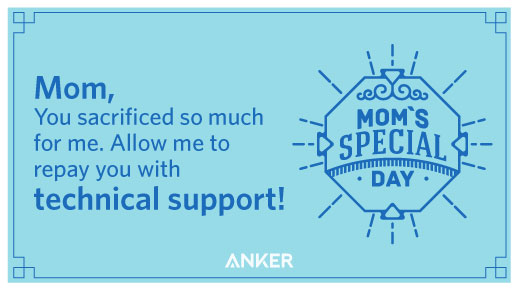 Mom,
You sacrificed so much
for me. Allow me to
repay you with
technical support!
MOM`S
SPECIAL
· DAY ·
ANKER